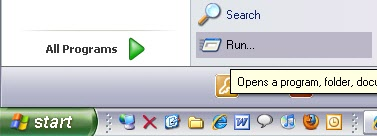 Search
All Programs
Run...
Opens a program, folder, docu
start